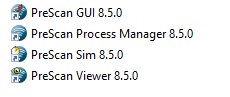 PreScan GUI 8.5.0
PreScan Process Manager 8.5.0
PreScan Sim 8.5.0
PreScan Viewer 8.5.0